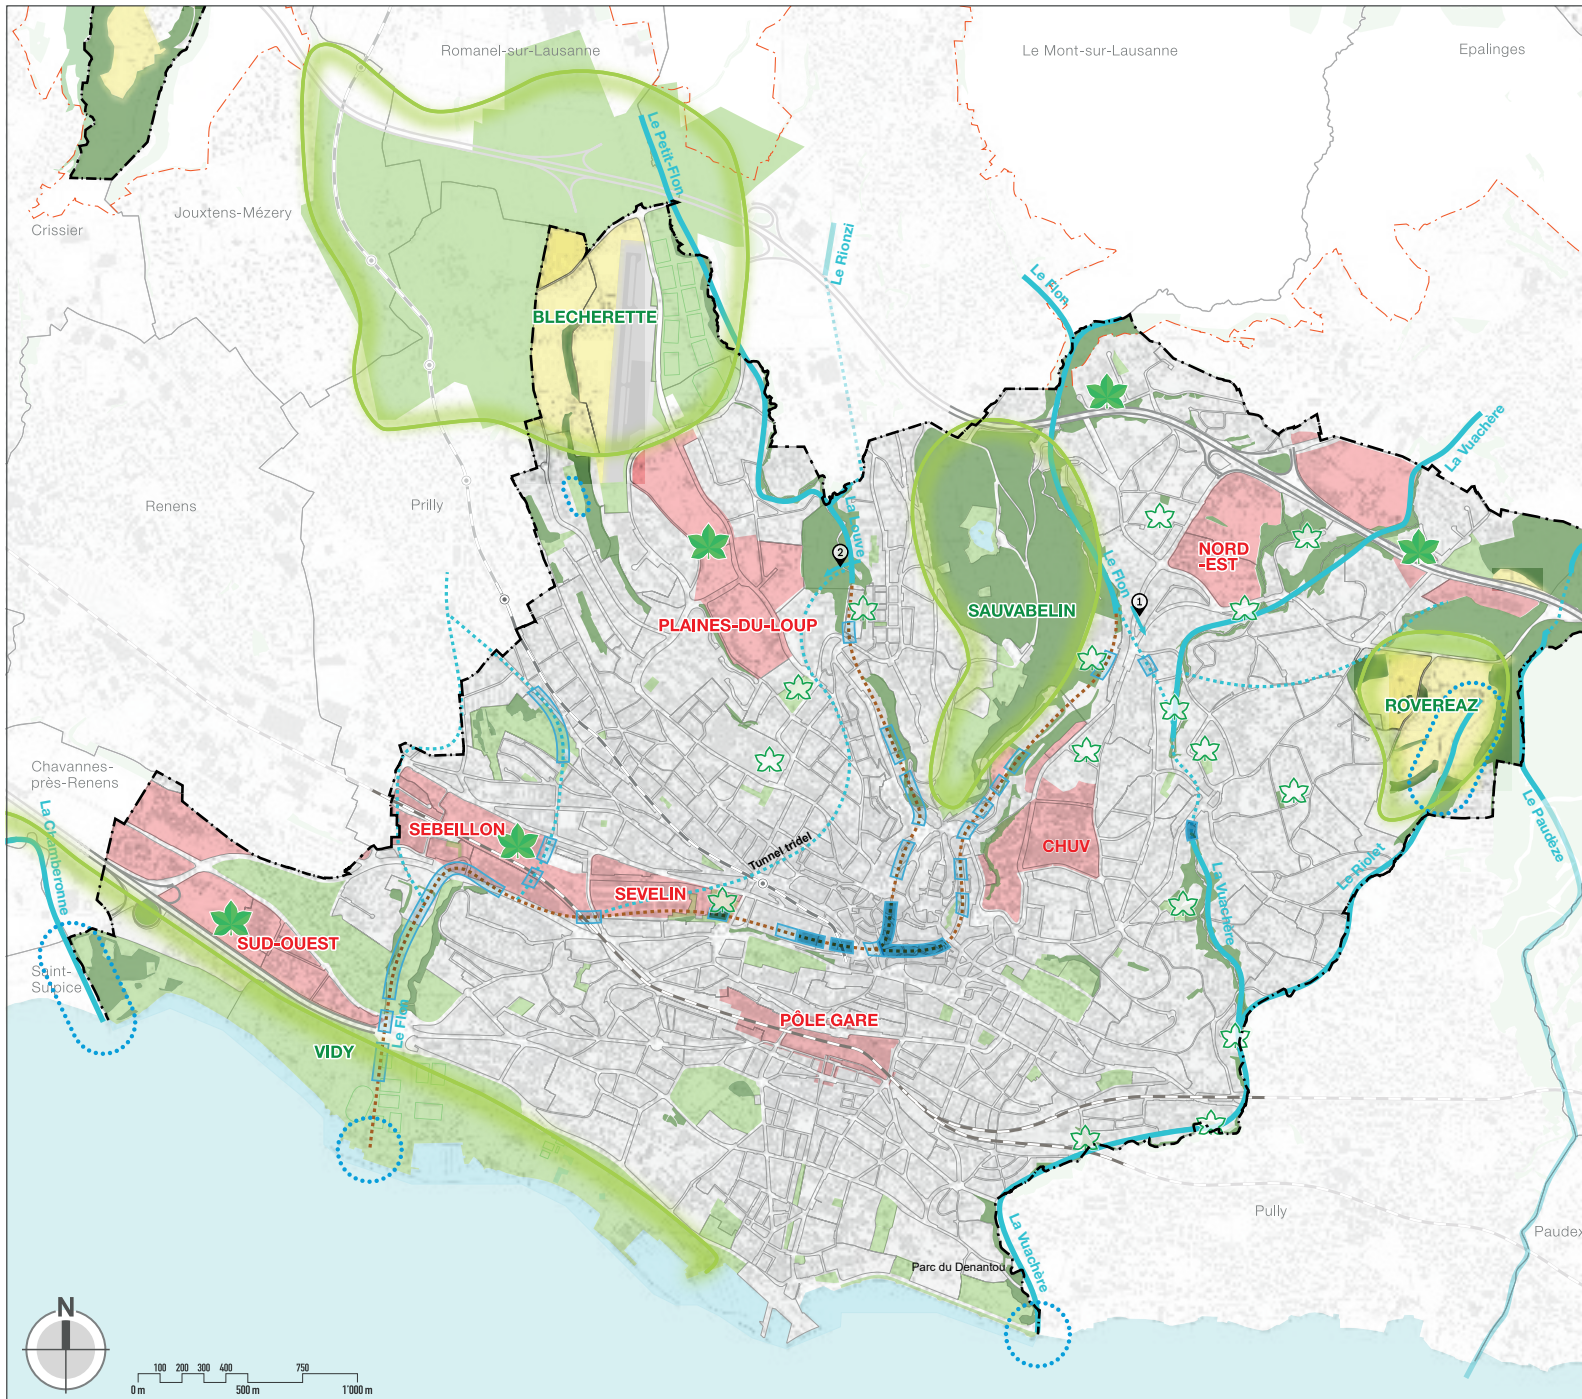 Romanel-sur-Lausanne
Le Mont-sur-Lausanne
Epalinges
Le Petit-Flon
Jouxtens-Mézery
Crissier
Le Rionzi
Le Flon
BLECHERETTE
La Vuachère
Renens
Prilly
La Louve
2
NORD
-EST
Le Flon
1
SAUVABELIN
PLAINES-DU-LOUP
ROVEREAZ
Chavannes-
près-Renens
La Chamberonne
SEBEILLON
Tunnel tridel
CHUV
Le Paudèze
Le Riolet
SEVELIN
La Vuachère
SUD-OUEST
Saint-
Sulpice
Le Flon
PÔLE GARE
VIDY
Pully
Paudex
Parc du Denantou
La Vuachère
N
100 200 300 400 750
0 m 500 m 1'000 m